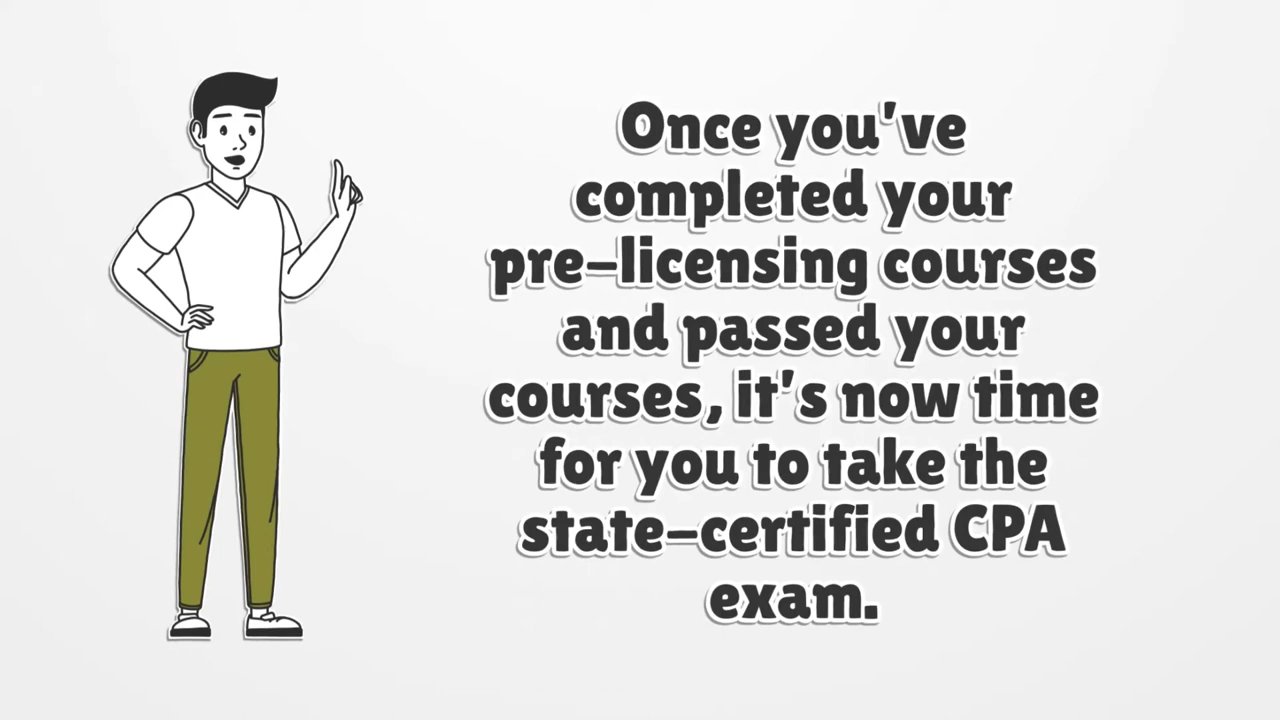 Once you've
completed your
pre-licensing courses
and passed your
courses, it's now time
for you to take the
state-certified CPA
exam.